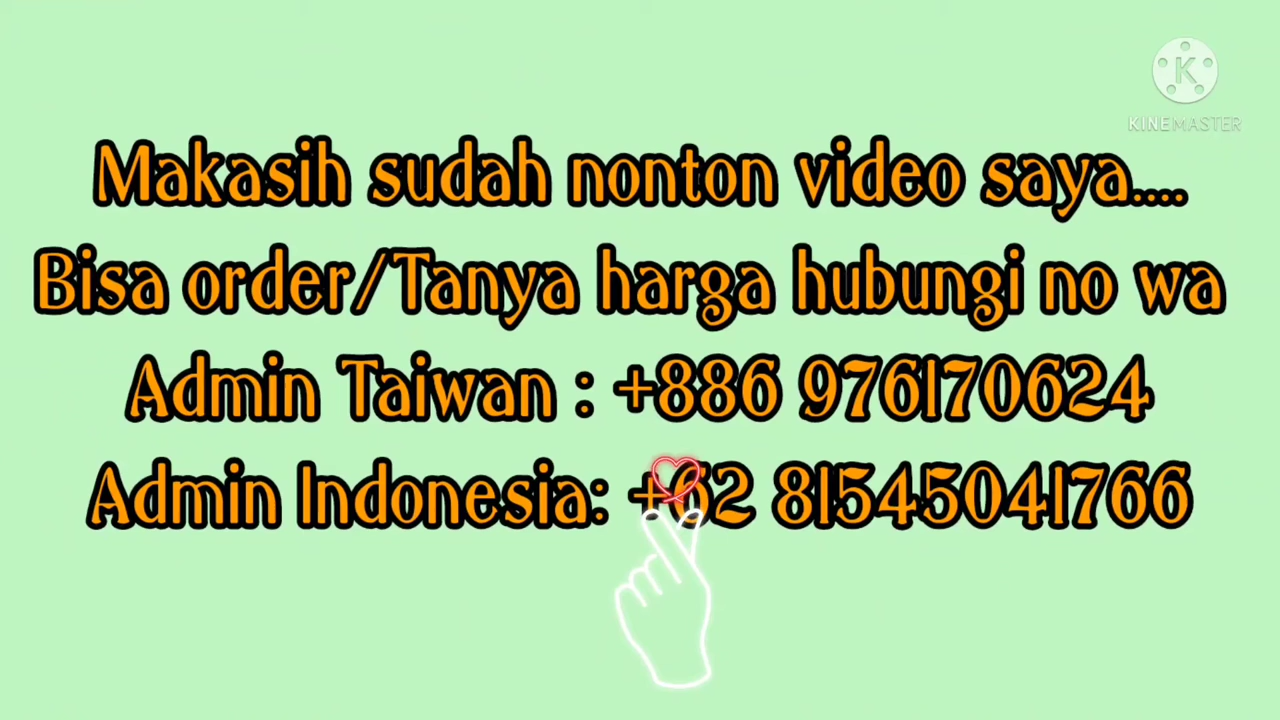 KINEMASTER
Makasih sudah nonton video saya....
Bisa order/Tanya harga hubungi no wa
Admin Taiwan : +886 976170624
Admin Indonesia: +62 81545041766